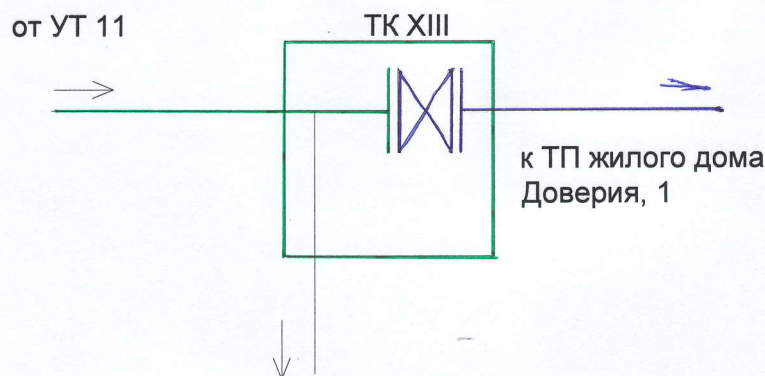 от УТ 11
ТК XIII
к ТП жилого дома
Доверия, 1